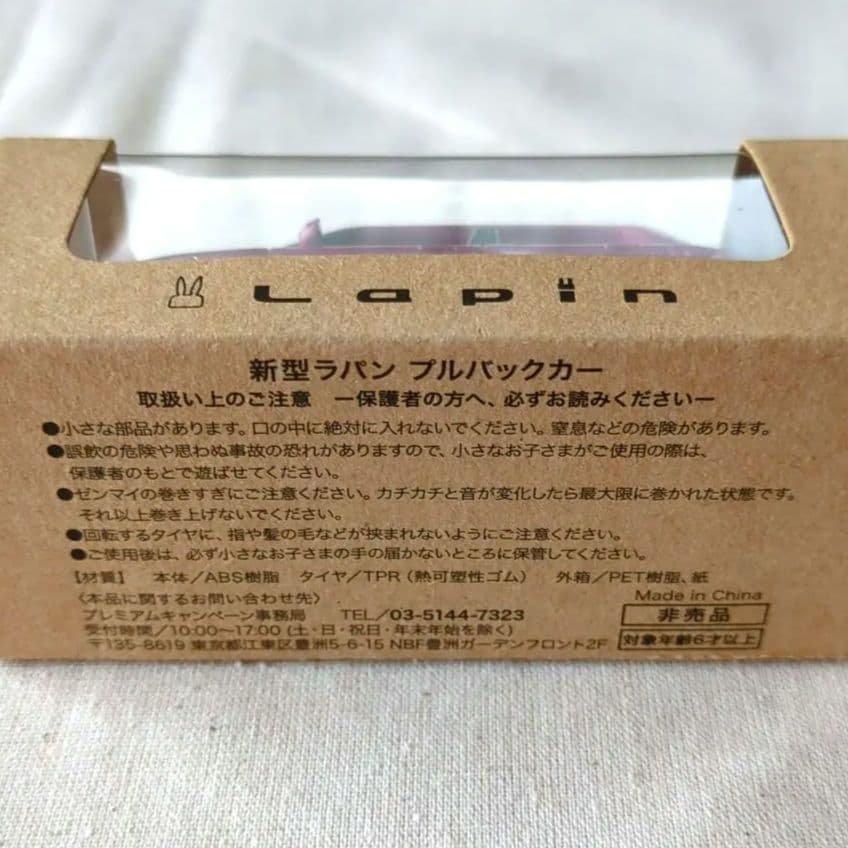 Lapin
新型ラパン プルバックカー
取扱い上のご注意 ー保護者の方へ、必ずお読みくださいー
●小さな部品があります。口の中に絶対に入れないでください。窒息などの危険があります。
●誤飲の危険や思わぬ事故の恐れがありますので、小さなお子さまがご使用の際は、
保護者のもとで遊ばせてください。
●ゼンマイの巻きすぎにご注意ください。カチカチと音が変化したら最大限に巻かれた状態です。
それ以上巻き上げないでください。
●回転するタイヤに、指や髪の毛などが挟まれないようにご注意ください。
●ご使用後は、必ず小さなお子さまの手の届かないところに保管してください。
【材質】 本体/ABS樹脂 タイヤ/TPR(熱可塑性ゴム) 外箱/PET樹脂、紙
〈本品に関するお問い合わせ先〉 Made in China
プレミアムキャンペーン事務局 TEL/03-5144-7323 非売品
受付時間/10:00〜17:00(土・日・祝日・年末年始を除く)
〒135-8619 東京都江東区豊洲5-6-15 NBF豊洲ガーデンフロント2F 対象年齢6才以上